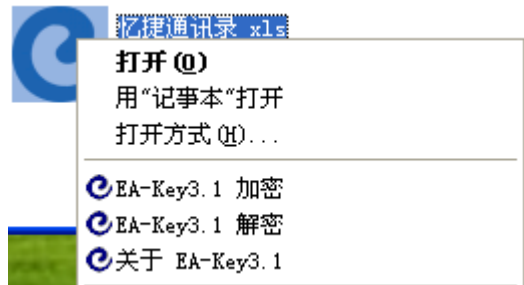 忆捷通讯录 xls
打开(O)
用“记事本”打开
打开方式(H)...
EA-Key3.1 加密
EA-Key3.1 解密
关于 EA-Key3.1